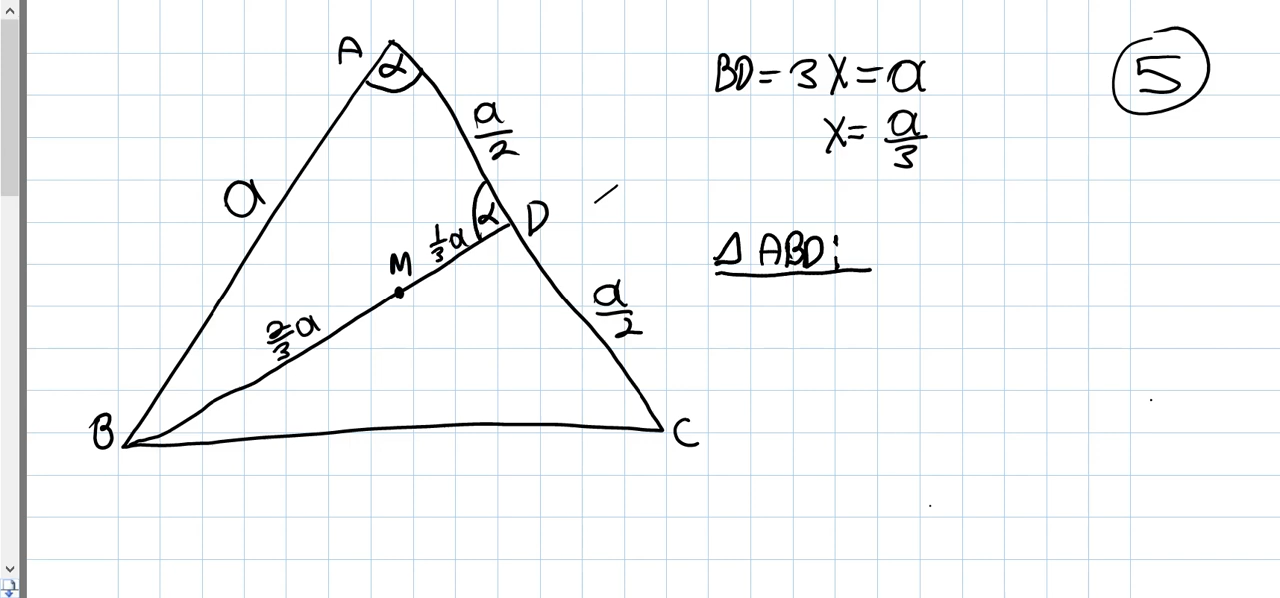 BD = 3x = a
x = a/3
5
Δ ABD:
A
α
a/2
a
α
D
1/3 a
M
a/2
2/3 a
B
C